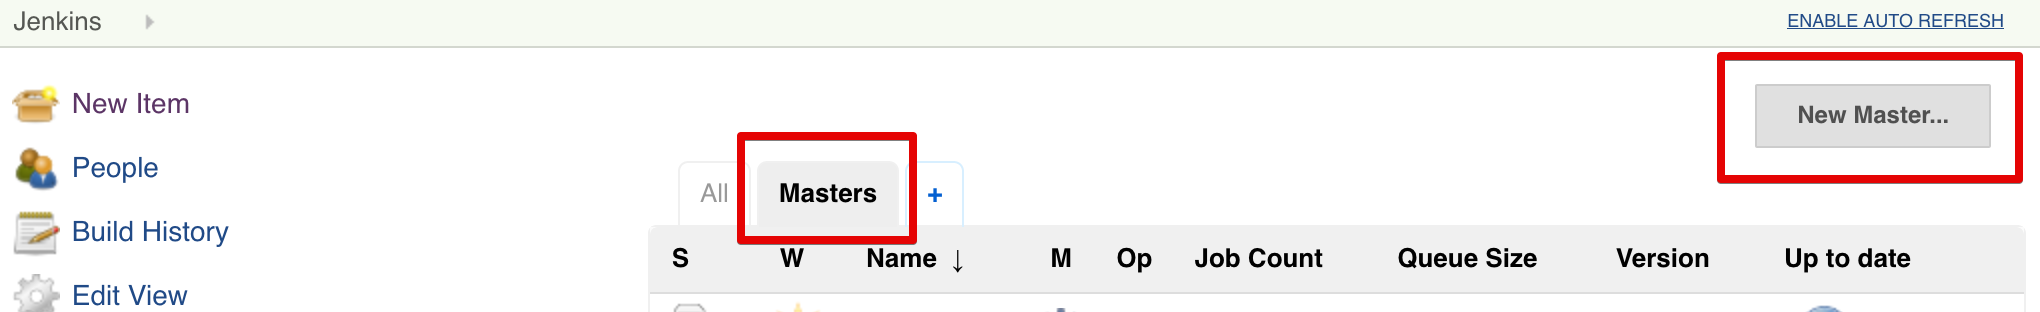 Jenkins
ENABLE AUTO REFRESH
New Item
New Master...
People
All Masters +
Build History
S W Name ↓ M Op Job Count Queue Size Version Up to date
Edit View